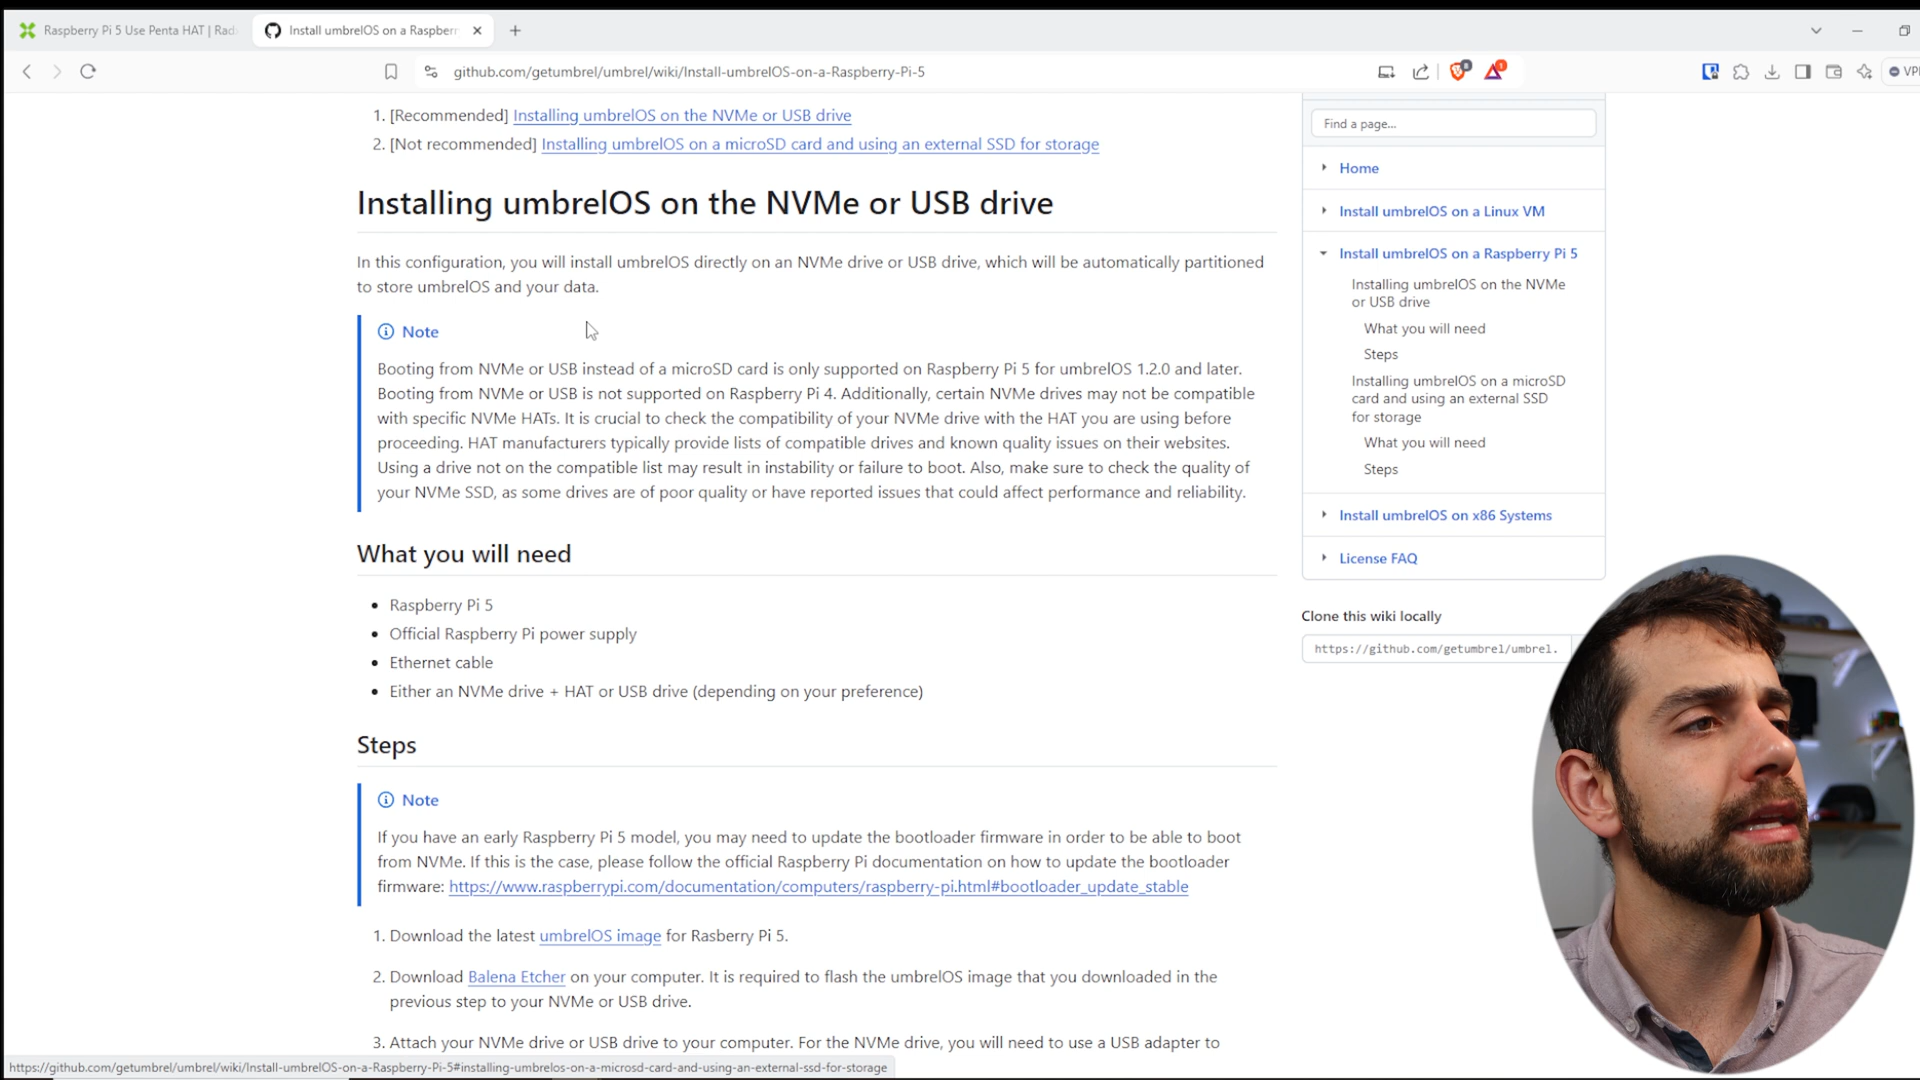 Raspberry Pi 5 Use Penta HAT | Rad
Install umbrelOS on a Raspberr
github.com/getumbrel/umbrel/wiki/Install-umbrelOS-on-a-Raspberry-Pi-5
8
1
VP
1. [Recommended] Installing umbrelOS on the NVMe or USB drive
2. [Not recommended] Installing umbrelOS on a microSD card and using an external SSD for storage
Installing umbrelOS on the NVMe or USB drive
In this configuration, you will install umbrelOS directly on an NVMe drive or USB drive, which will be automatically partitioned
to store umbrelOS and your data.
Note
Booting from NVMe or USB instead of a microSD card is only supported on Raspberry Pi 5 for umbrelOS 1.2.0 and later.
Booting from NVMe or USB is not supported on Raspberry Pi 4. Additionally, certain NVMe drives may not be compatible
with specific NVMe HATs. It is crucial to check the compatibility of your NVMe drive with the HAT you are using before
proceeding. HAT manufacturers typically provide lists of compatible drives and known quality issues on their websites.
Using a drive not on the compatible list may result in instability or failure to boot. Also, make sure to check the quality of
your NVMe SSD, as some drives are of poor quality or have reported issues that could affect performance and reliability.
What you will need
• Raspberry Pi 5
• Official Raspberry Pi power supply
• Ethernet cable
• Either an NVMe drive + HAT or USB drive (depending on your preference)
Steps
Note
If you have an early Raspberry Pi 5 model, you may need to update the bootloader firmware in order to be able to boot
from NVMe. If this is the case, please follow the official Raspberry Pi documentation on how to update the bootloader
firmware: https://www.raspberrypi.com/documentation/computers/raspberry-pi.html#bootloader_update_stable
1. Download the latest umbrelOS image for Rasberry Pi 5.
2. Download Balena Etcher on your computer. It is required to flash the umbrelOS image that you downloaded in the
previous step to your NVMe or USB drive.
3. Attach your NVMe drive or USB drive to your computer. For the NVMe drive, you will need to use a USB adapter to
Find a page...
Home
Install umbrelOS on a Linux VM
Install umbrelOS on a Raspberry Pi 5
Installing umbrelOS on the NVMe
or USB drive
What you will need
Steps
Installing umbrelOS on a microSD
card and using an external SSD
for storage
What you will need
Steps
Install umbrelOS on x86 Systems
License FAQ
Clone this wiki locally
https://github.com/getumbrel/umbrel.
https://github.com/getumbrel/umbrel/wiki/Install-umbrelOS-on-a-Raspberry-Pi-5#installing-umbrelos-on-a-microsd-card-and-using-an-external-ssd-for-storage